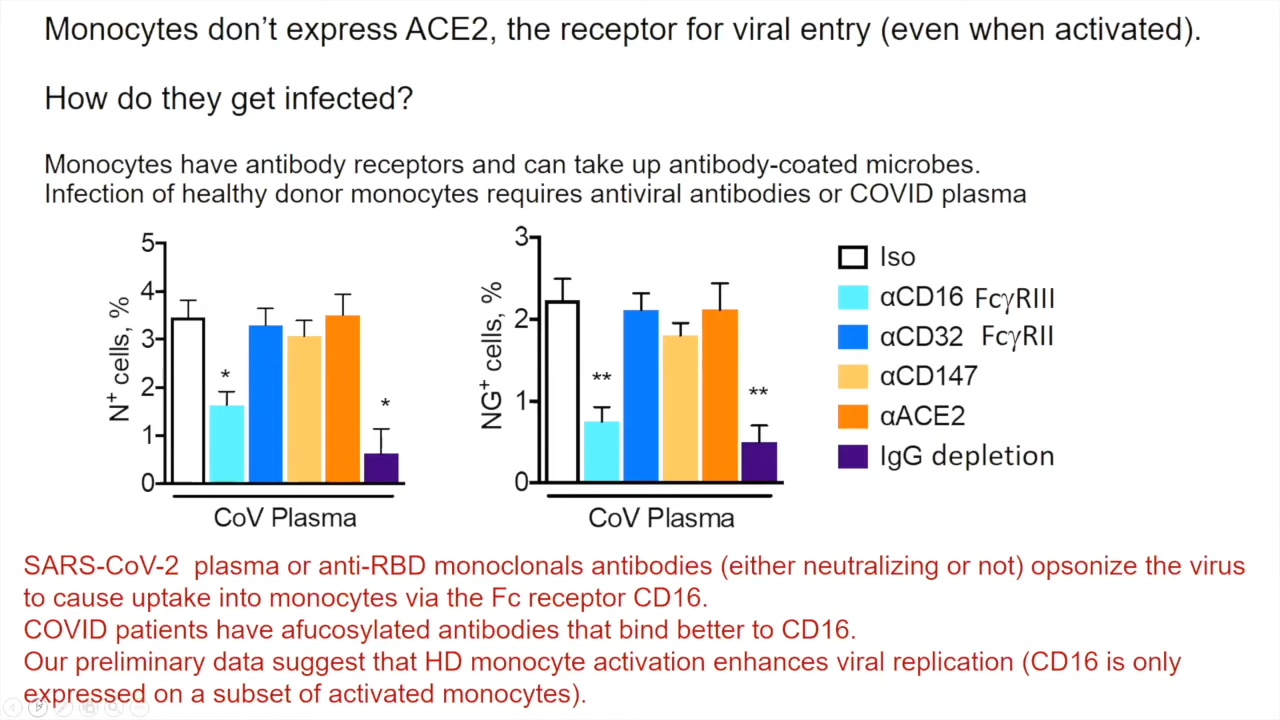 Monocytes don’t express ACE2, the receptor for viral entry (even when activated).
How do they get infected?
Monocytes have antibody receptors and can take up antibody-coated microbes.
Infection of healthy donor monocytes requires antiviral antibodies or COVID plasma
5
4
3
2
1
0
N⁺ cells, %
*
*
CoV Plasma
3
2
1
0
NG⁺ cells, %
**
**
CoV Plasma
Iso
αCD16 FcγRIII
αCD32 FcγRII
αCD147
αACE2
IgG depletion
SARS-CoV-2 plasma or anti-RBD monoclonals antibodies (either neutralizing or not) opsonize the virus
to cause uptake into monocytes via the Fc receptor CD16.
COVID patients have afucosylated antibodies that bind better to CD16.
Our preliminary data suggest that HD monocyte activation enhances viral replication (CD16 is only
expressed on a subset of activated monocytes).